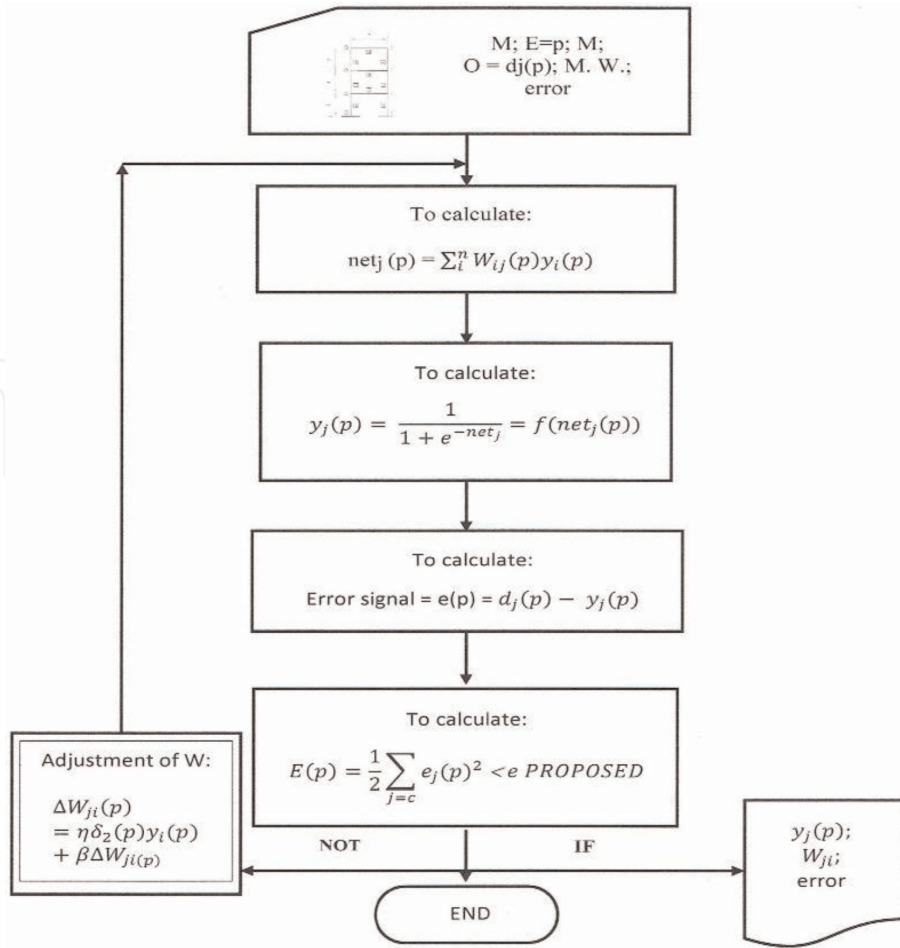 M; E=p; M;
O = dj(p); M. W.;
error
To calculate:
netj (p) = ∑ᵢⁿ Wᵢⱼ(p)yᵢ(p)
To calculate:
yⱼ(p) = 1 / (1 + e^(−netⱼ)) = f(netⱼ(p))
To calculate:
Error signal = e(p) = dⱼ(p) − yⱼ(p)
To calculate:
E(p) = 1/2 ∑_(j=c) eⱼ(p)² <e PROPOSED
Adjustment of W:
ΔWⱼᵢ(p)
= ηδ₂(p)yᵢ(p)
+ βΔWⱼᵢ₍ₚ₎
NOT
IF
yⱼ(p);
Wⱼᵢ;
error
END